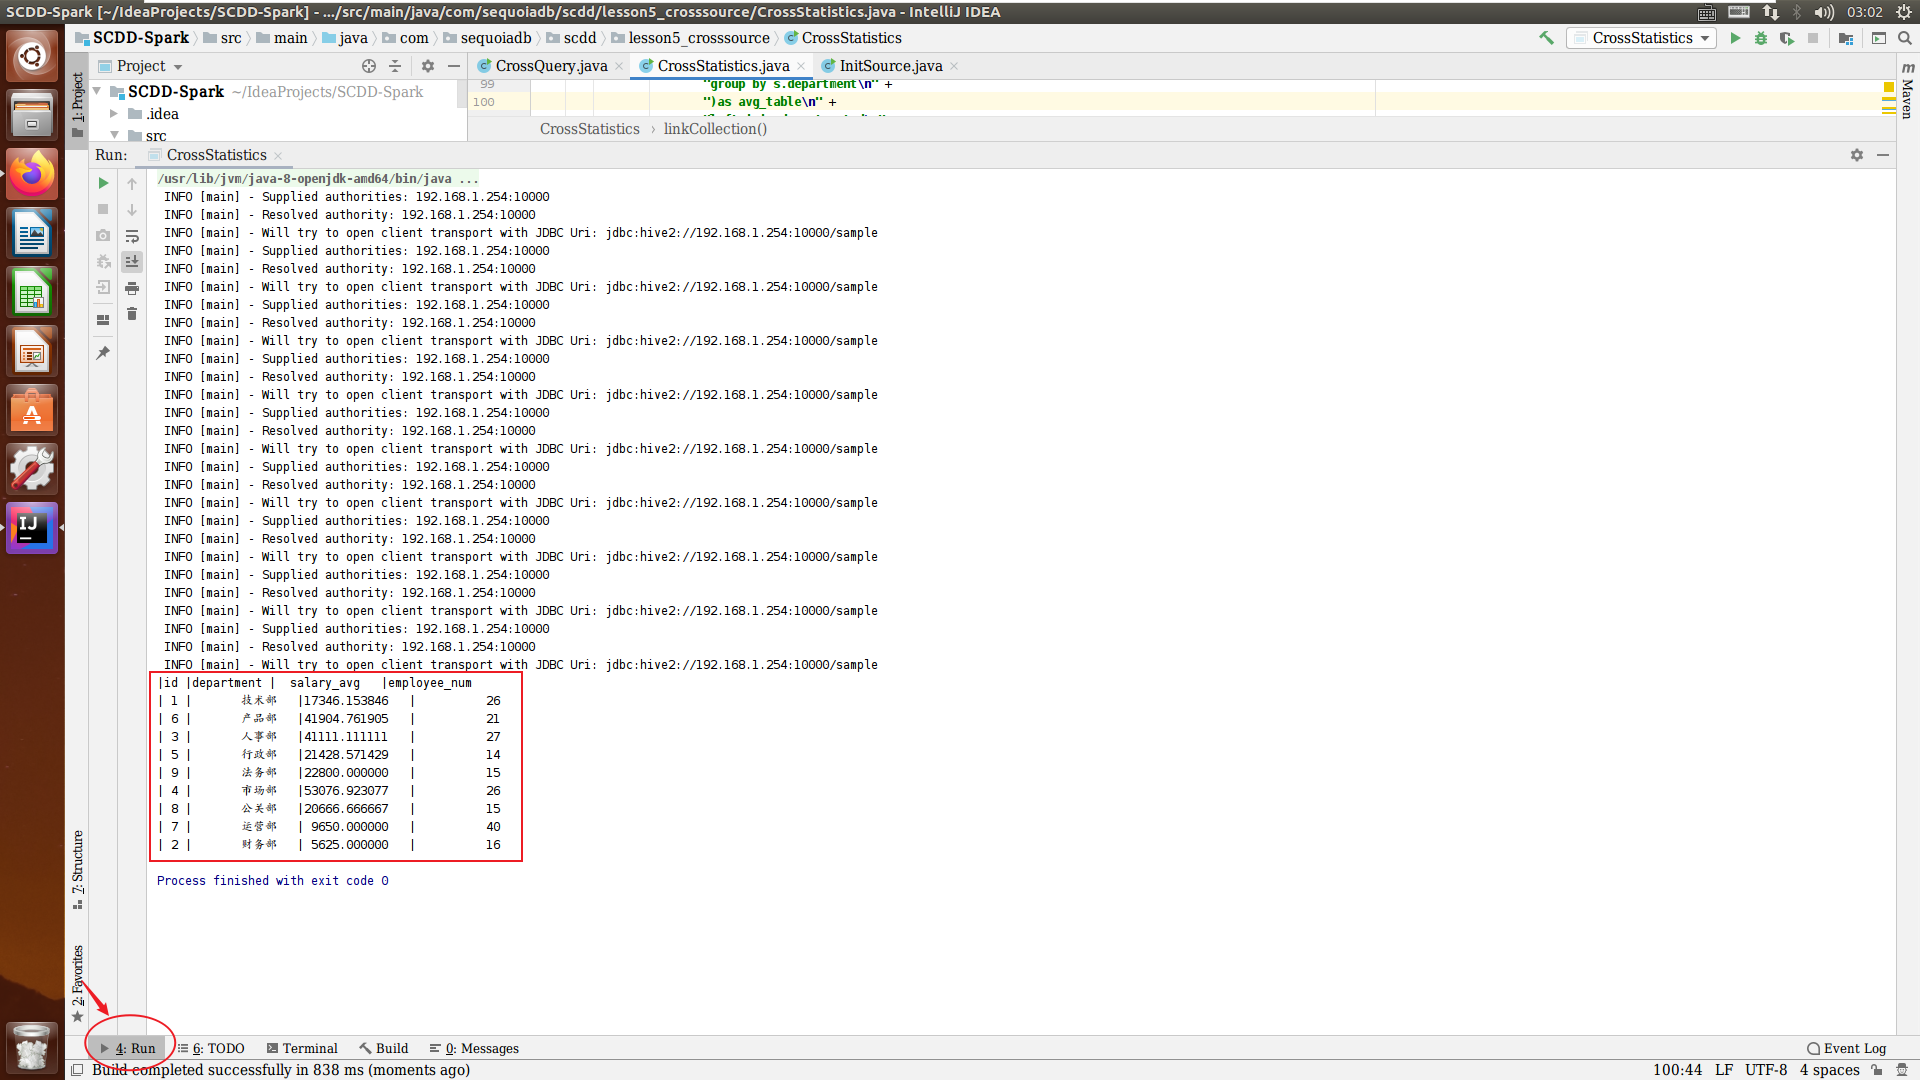 SCDD-Spark [~/IdeaProjects/SCDD-Spark] - .../src/main/java/com/sequoiadb/scdd/lesson5_crosssource/CrossStatistics.java - IntelliJ IDEA
03:02
SCDD-Spark src main java com sequoiadb scdd lesson5_crosssource CrossStatistics
CrossStatistics
Project
CrossQuery.java CrossStatistics.java InitSource.java
SCDD-Spark ~/IdeaProjects/SCDD-Spark
.idea
src
99 "group by s.department\n" +
100 ")as avg_table\n" +
CrossStatistics › linkCollection()
1: Project
Maven
Run: CrossStatistics
/usr/lib/jvm/java-8-openjdk-amd64/bin/java ...
INFO [main] - Supplied authorities: 192.168.1.254:10000
INFO [main] - Resolved authority: 192.168.1.254:10000
INFO [main] - Will try to open client transport with JDBC Uri: jdbc:hive2://192.168.1.254:10000/sample
INFO [main] - Supplied authorities: 192.168.1.254:10000
INFO [main] - Resolved authority: 192.168.1.254:10000
INFO [main] - Will try to open client transport with JDBC Uri: jdbc:hive2://192.168.1.254:10000/sample
INFO [main] - Supplied authorities: 192.168.1.254:10000
INFO [main] - Resolved authority: 192.168.1.254:10000
INFO [main] - Will try to open client transport with JDBC Uri: jdbc:hive2://192.168.1.254:10000/sample
INFO [main] - Supplied authorities: 192.168.1.254:10000
INFO [main] - Resolved authority: 192.168.1.254:10000
INFO [main] - Will try to open client transport with JDBC Uri: jdbc:hive2://192.168.1.254:10000/sample
INFO [main] - Supplied authorities: 192.168.1.254:10000
INFO [main] - Resolved authority: 192.168.1.254:10000
INFO [main] - Will try to open client transport with JDBC Uri: jdbc:hive2://192.168.1.254:10000/sample
INFO [main] - Supplied authorities: 192.168.1.254:10000
INFO [main] - Resolved authority: 192.168.1.254:10000
INFO [main] - Will try to open client transport with JDBC Uri: jdbc:hive2://192.168.1.254:10000/sample
INFO [main] - Supplied authorities: 192.168.1.254:10000
INFO [main] - Resolved authority: 192.168.1.254:10000
INFO [main] - Will try to open client transport with JDBC Uri: jdbc:hive2://192.168.1.254:10000/sample
INFO [main] - Supplied authorities: 192.168.1.254:10000
INFO [main] - Resolved authority: 192.168.1.254:10000
INFO [main] - Will try to open client transport with JDBC Uri: jdbc:hive2://192.168.1.254:10000/sample
INFO [main] - Supplied authorities: 192.168.1.254:10000
INFO [main] - Resolved authority: 192.168.1.254:10000
INFO [main] - Will try to open client transport with JDBC Uri: jdbc:hive2://192.168.1.254:10000/sample
|id |department | salary_avg |employee_num
| 1 | 技术部 |17346.153846 | 26
| 6 | 产品部 |41904.761905 | 21
| 3 | 人事部 |41111.111111 | 27
| 5 | 行政部 |21428.571429 | 14
| 9 | 法务部 |22800.000000 | 15
| 4 | 市场部 |53076.923077 | 26
| 8 | 公关部 |20666.666667 | 15
| 7 | 运营部 | 9650.000000 | 40
| 2 | 财务部 | 5625.000000 | 16
Process finished with exit code 0
7: Structure
2: Favorites
4: Run 6: TODO Terminal Build 0: Messages Event Log
Build completed successfully in 838 ms (moments ago) 100:44 LF UTF-8 4 spaces